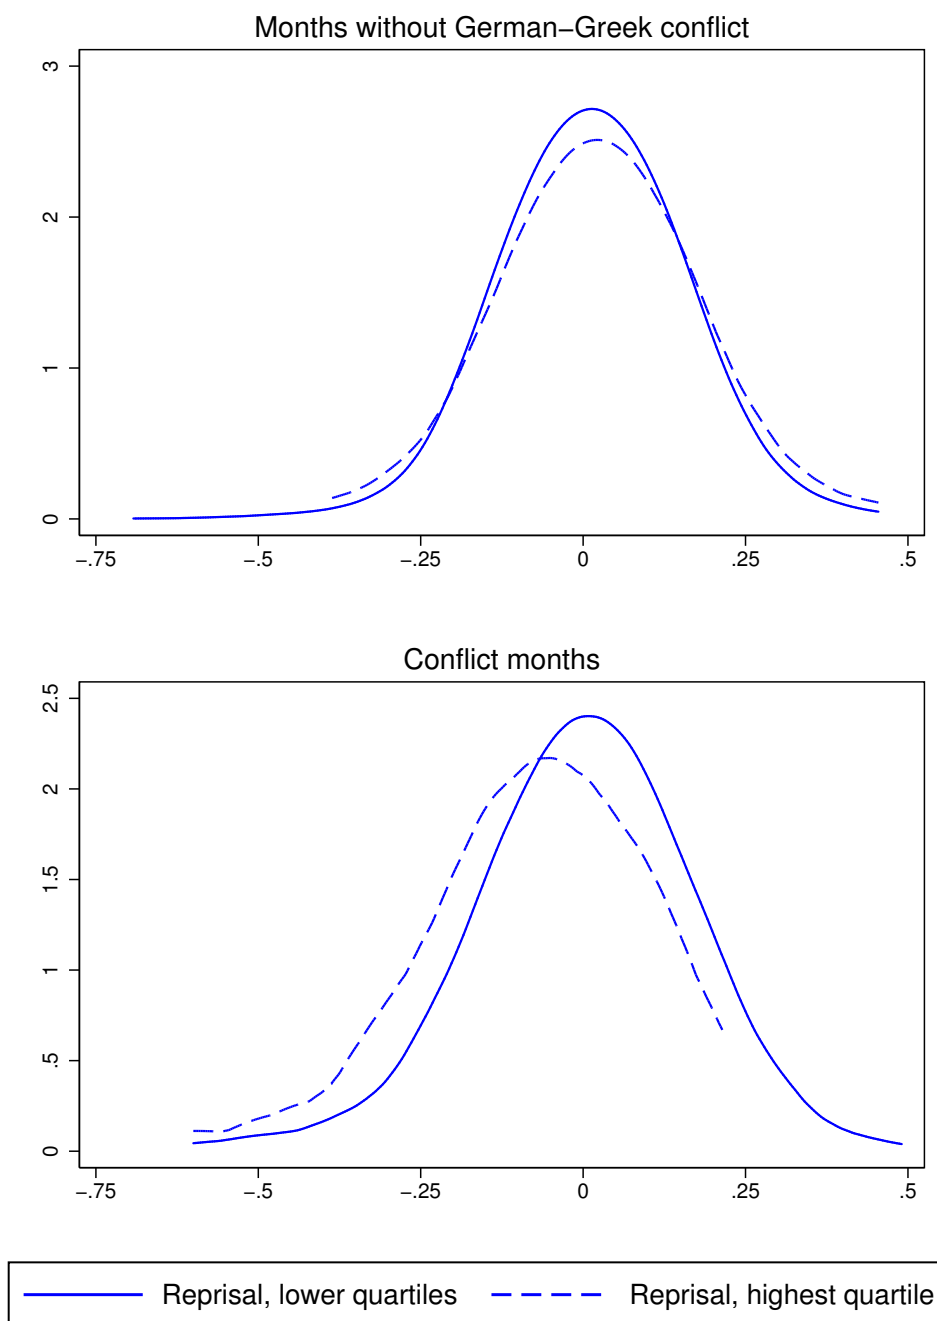 Months without German−Greek conflict
3
2
1
0
−.75 −.5 −.25 0 .25 .5
Conflict months
2.5
2
1.5
1
.5
0
−.75 −.5 −.25 0 .25 .5
Reprisal, lower quartiles Reprisal, highest quartile